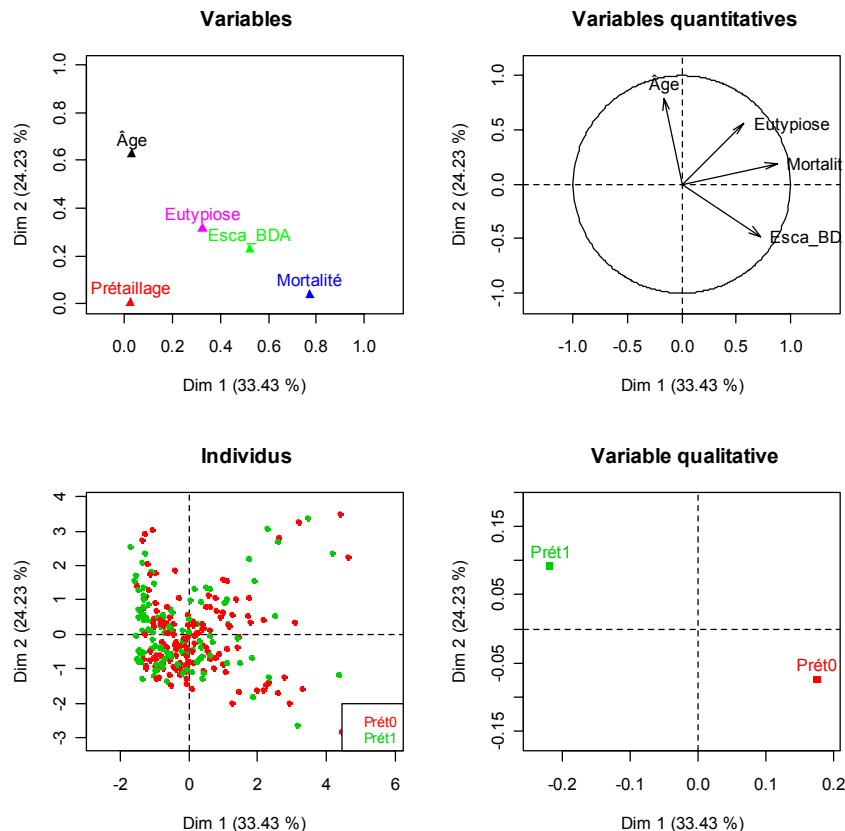 Variables
1.0
0.8
0.6
0.4
0.2
0.0
Dim 2 (24.23 %)
Âge
Eutypiose
Esca_BDA
Prétaillage
Mortalité
0.0 0.2 0.4 0.6 0.8 1.0
Dim 1 (33.43 %)
Variables quantitatives
1.0
0.5
0.0
-0.5
-1.0
Dim 2 (24.23 %)
Âge
Eutypiose
Mortalit
Esca_BDA
-1.0 -0.5 0.0 0.5 1.0
Dim 1 (33.43 %)
Individus
4
3
2
1
0
-1
-2
-3
Dim 2 (24.23 %)
Prét0
Prét1
-2 0 2 4 6
Dim 1 (33.43 %)
Variable qualitative
0.15
0.05
-0.05
-0.15
Dim 2 (24.23 %)
Prét1
Prét0
-0.2 -0.1 0.0 0.1 0.2
Dim 1 (33.43 %)